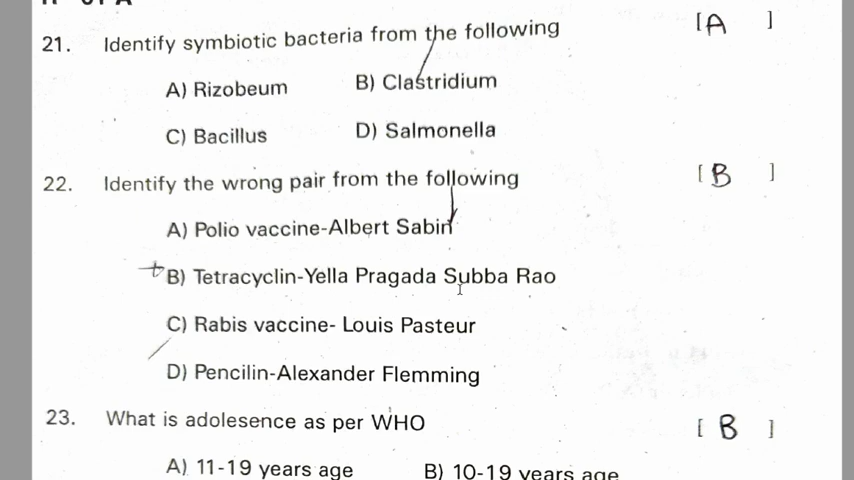 21. Identify symbiotic bacteria from the following [A ]
A) Rizobeum B) Clastridium
C) Bacillus D) Salmonella
22. Identify the wrong pair from the following [B ]
A) Polio vaccine-Albert Sabin
B) Tetracyclin-Yella Pragada Subba Rao
C) Rabis vaccine- Louis Pasteur
D) Pencilin-Alexander Flemming
23. What is adolesence as per WHO [B ]
A) 11-19 years age B) 10-19 years age